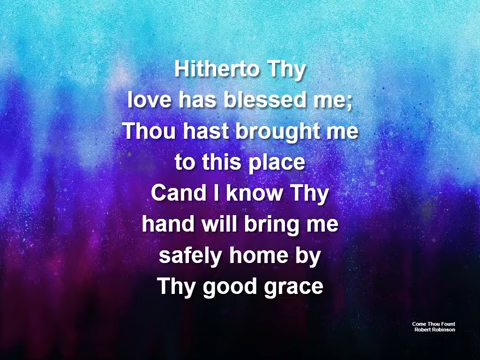 Hitherto Thy
love has blessed me;
Thou hast brought me
to this place
Cand I know Thy
hand will bring me
safely home by
Thy good grace
Come Thou Fount
Robert Robinson